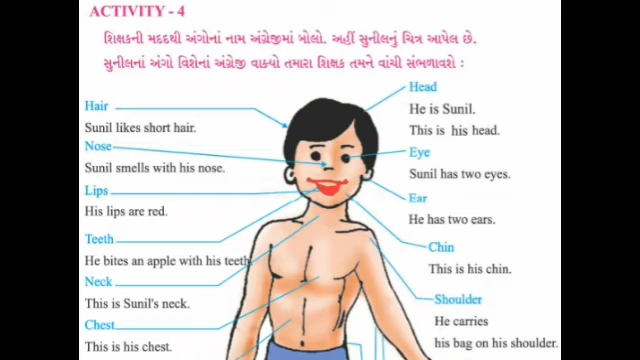 ACTIVITY - 4
શિક્ષકની મદદથી અંગોનાં નામ અંગ્રેજીમાં બોલો. અહીં સુનીલનું ચિત્ર આપેલ છે.
સુનીલનાં અંગો વિશેનાં અંગ્રેજી વાક્યો તમારા શિક્ષક તમને વાંચી સંભળાવશે :
Hair
Sunil likes short hair.
Nose
Sunil smells with his nose.
Lips
His lips are red.
Teeth
He bites an apple with his teeth
Neck
This is Sunil's neck.
Chest
This is his chest.
Head
He is Sunil.
This is his head.
Eye
Sunil has two eyes.
Ear
He has two ears.
Chin
This is his chin.
Shoulder
He carries
his bag on his shoulder.